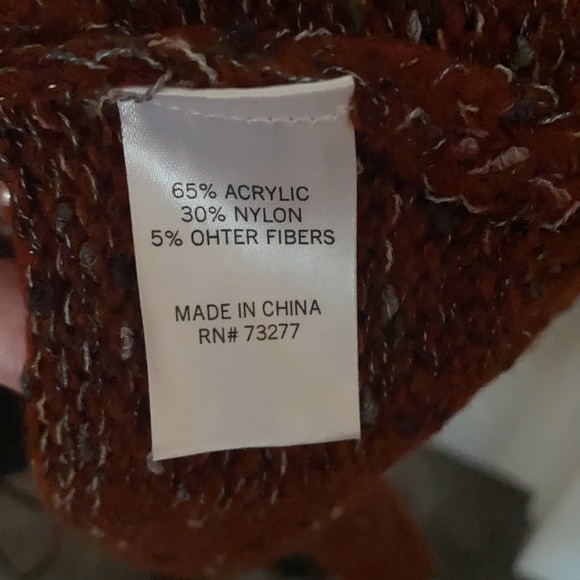 65% ACRYLIC
30% NYLON
5% OHTER FIBERS
MADE IN CHINA
RN# 73277